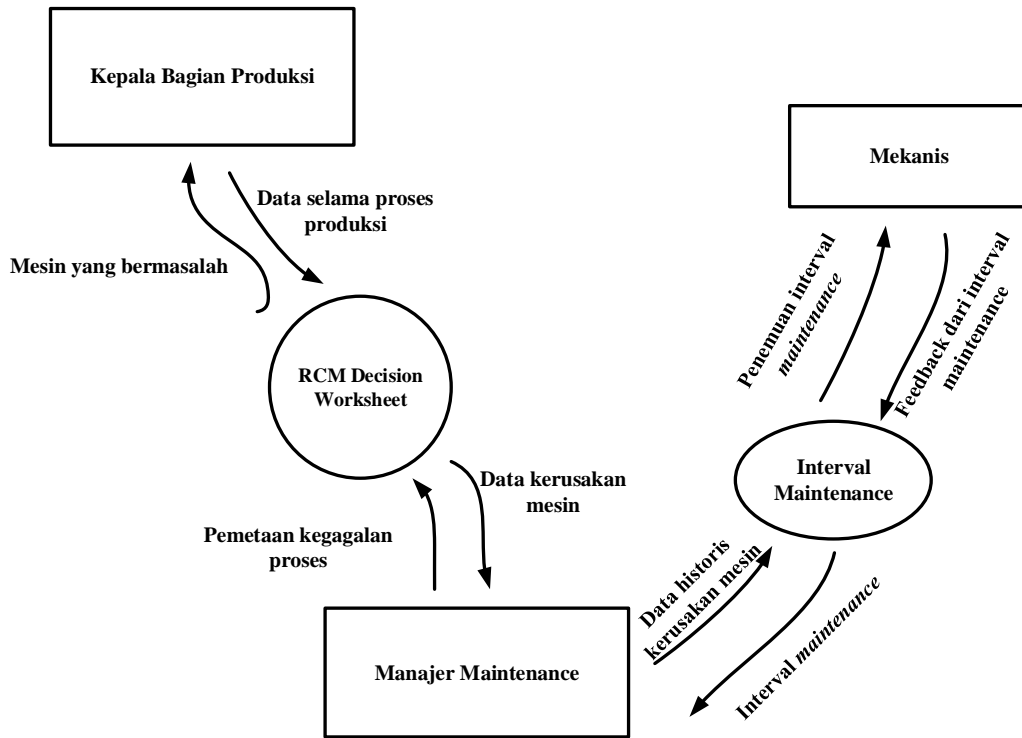 Kepala Bagian Produksi
Data selama proses
produksi
Mesin yang bermasalah
RCM Decision
Worksheet
Data kerusakan
mesin
Pemetaan kegagalan
proses
Manajer Maintenance
Mekanis
Penemuan interval
maintenance
Feedback dari interval
maintenance
Interval
Maintenance
Data historis
kerusakan mesin
Interval maintenance